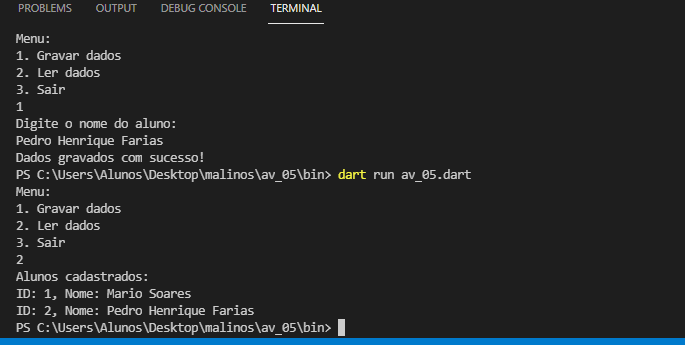 PROBLEMS OUTPUT DEBUG CONSOLE TERMINAL
Menu:
1. Gravar dados
2. Ler dados
3. Sair
1
Digite o nome do aluno:
Pedro Henrique Farias
Dados gravados com sucesso!
PS C:\Users\Alunos\Desktop\malinos\av_05\bin> dart run av_05.dart
Menu:
1. Gravar dados
2. Ler dados
3. Sair
2
Alunos cadastrados:
ID: 1, Nome: Mario Soares
ID: 2, Nome: Pedro Henrique Farias
PS C:\Users\Alunos\Desktop\malinos\av_05\bin>